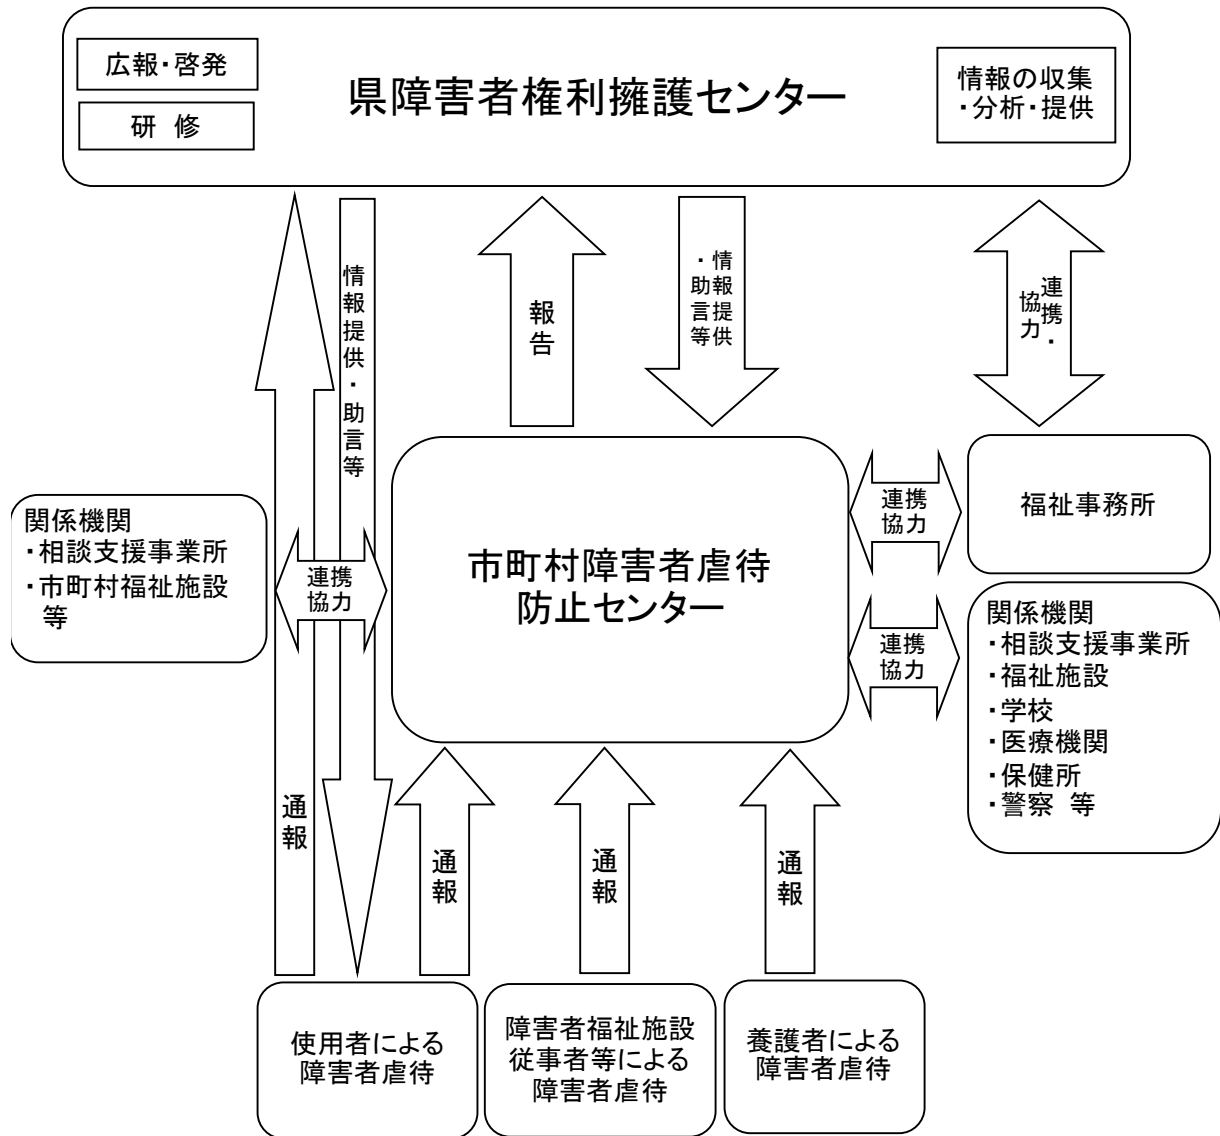 広報・啓発
研 修
県障害者権利擁護センター
情報の収集
・分析・提供
情報提供・助言等
報告
情報提供
・助言等
連携・
協力
関係機関
・相談支援事業所
・市町村福祉施設
等
連携
協力
市町村障害者虐待
防止センター
連携
協力
福祉事務所
連携
協力
関係機関
・相談支援事業所
・福祉施設
・学校
・医療機関
・保健所
・警察 等
通報
通報
通報
通報
使用者による
障害者虐待
障害者福祉施設
従事者等による
障害者虐待
養護者による
障害者虐待